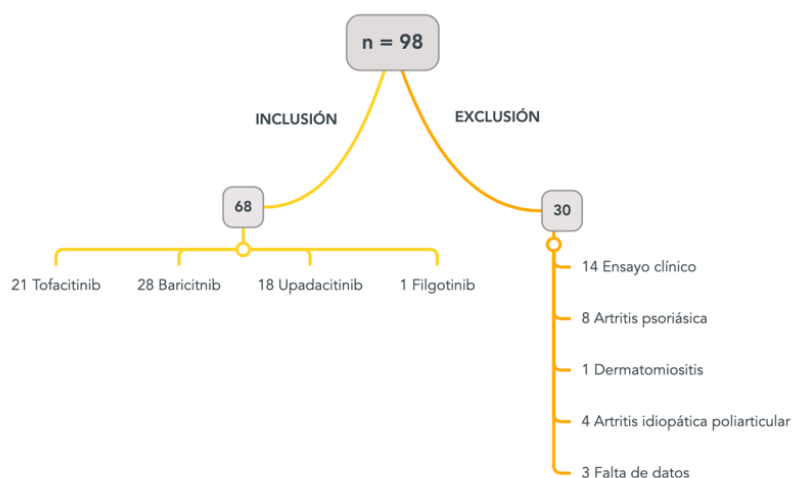 n = 98
INCLUSIÓN
EXCLUSIÓN
68
30
21 Tofacitinib
28 Baricitnib
18 Upadacitinib
1 Filgotinib
14 Ensayo clínico
8 Artritis psoriásica
1 Dermatomiositis
4 Artritis idiopática poliarticular
3 Falta de datos